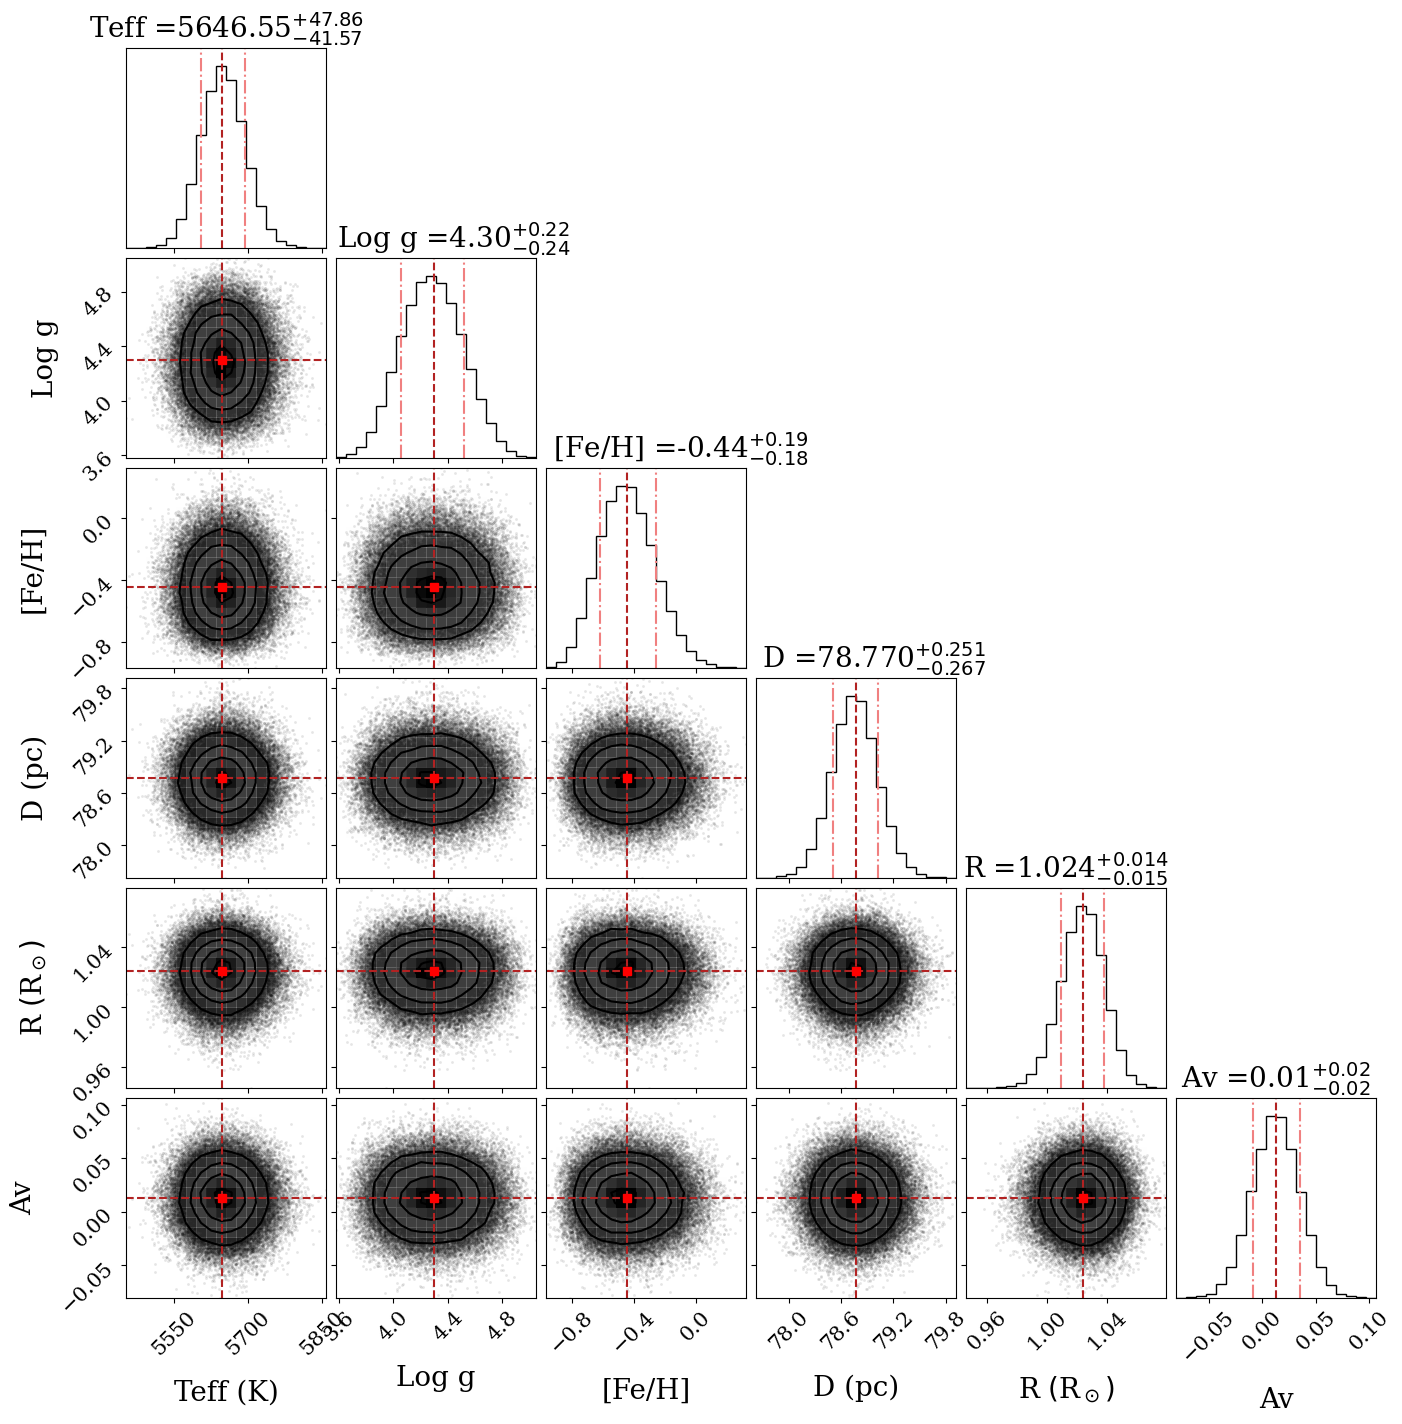 Teff =5646.55+47.86−41.57
Log g =4.30+0.22−0.24
4.8
4.4
4.0
3.6
Log g
[Fe/H] =-0.44+0.19−0.18
0.0
−0.4
−0.8
[Fe/H]
D =78.770+0.251−0.267
79.8
79.2
78.6
78.0
D (pc)
R =1.024+0.014−0.015
1.04
1.00
0.96
R (R⊙)
Av =0.01+0.02−0.02
0.10
0.05
0.00
−0.05
Av
5550 5700 5850
3.6 4.0 4.4 4.8
−0.8 −0.4 0.0
78.0 78.6 79.2 79.8
0.96 1.00 1.04
−0.05 0.00 0.05 0.10
Teff (K) Log g [Fe/H] D (pc) R (R⊙) Av